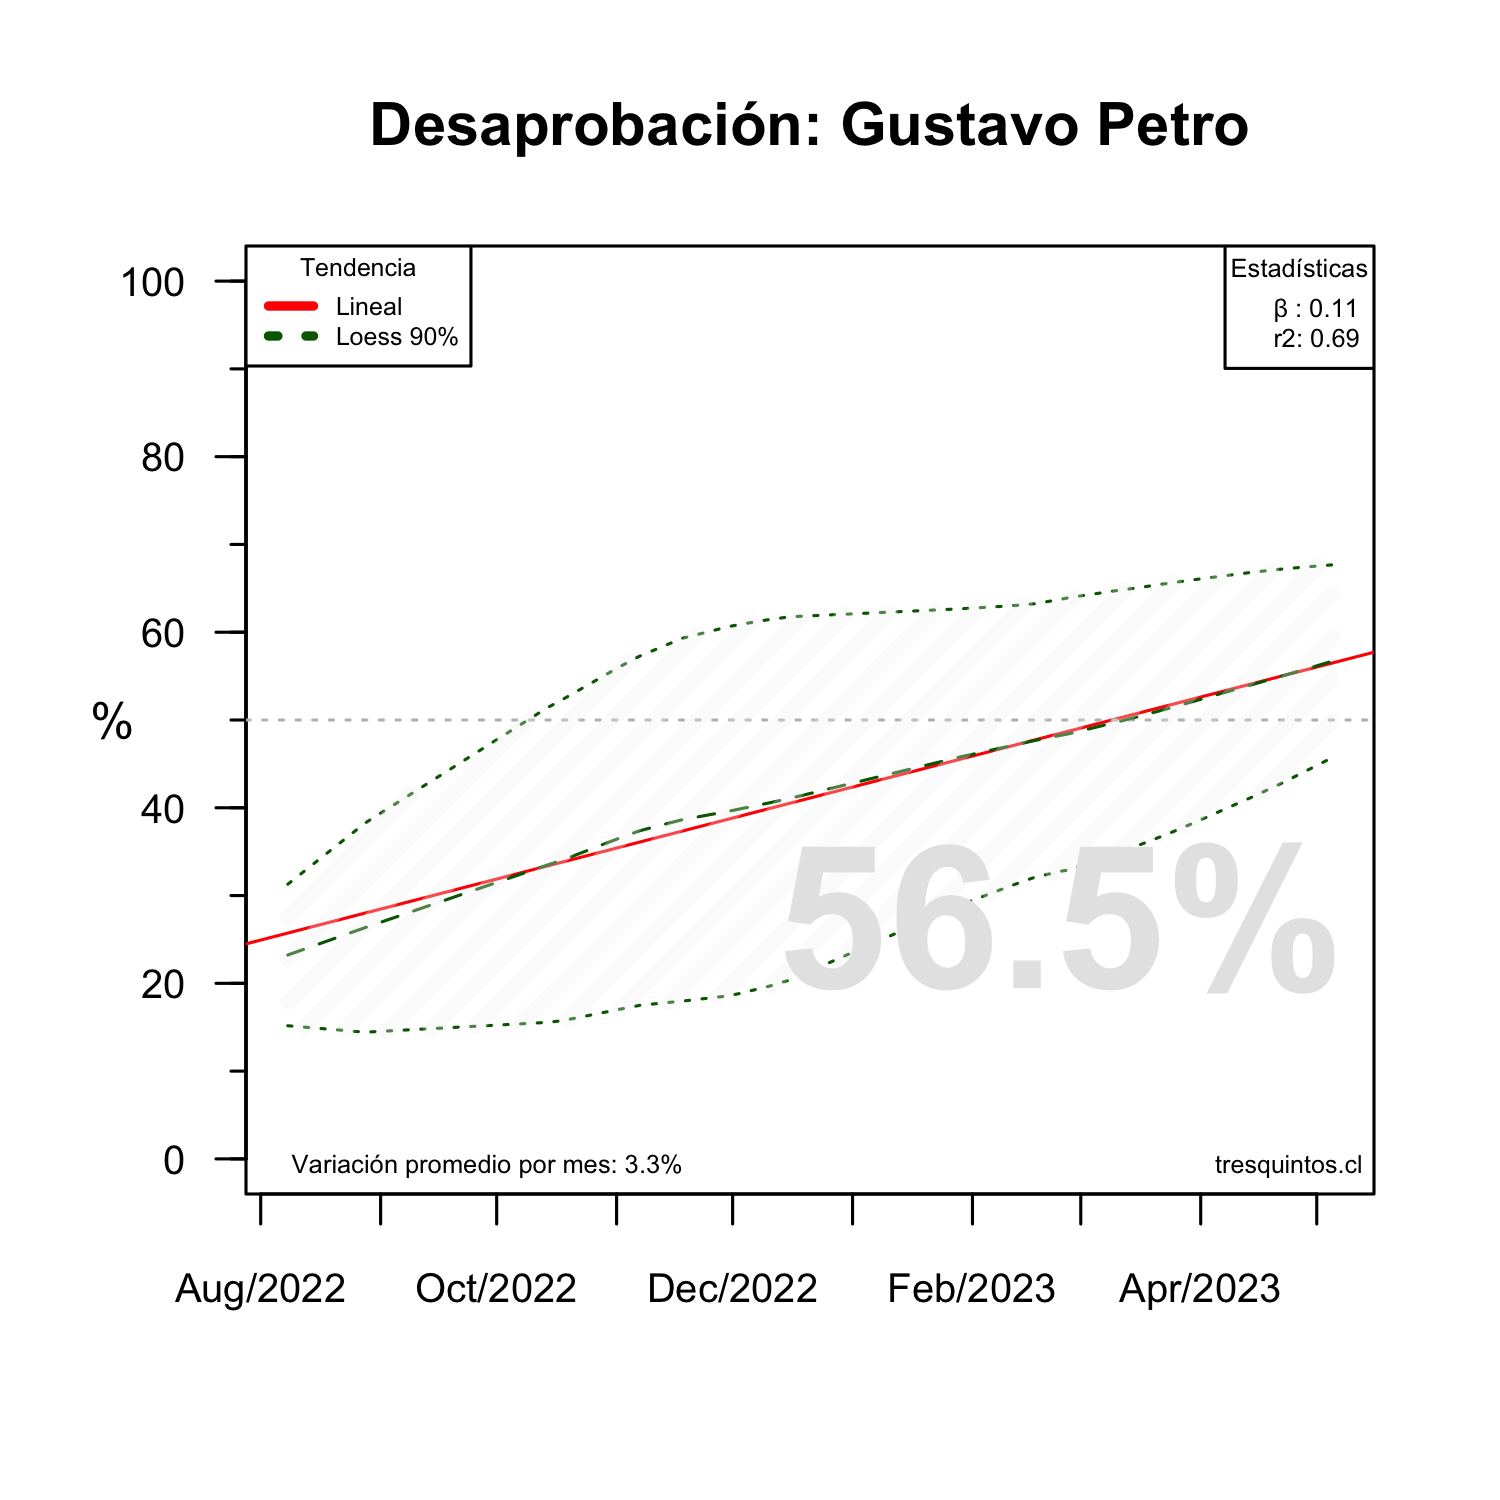 Desaprobación: Gustavo Petro
Tendencia
Lineal
Loess 90%
Estadísticas
β : 0.11
r2: 0.69
100
80
60
%
40
20
0
56.5%
Variación promedio por mes: 3.3%
tresquintos.cl
Aug/2022 Oct/2022 Dec/2022 Feb/2023 Apr/2023